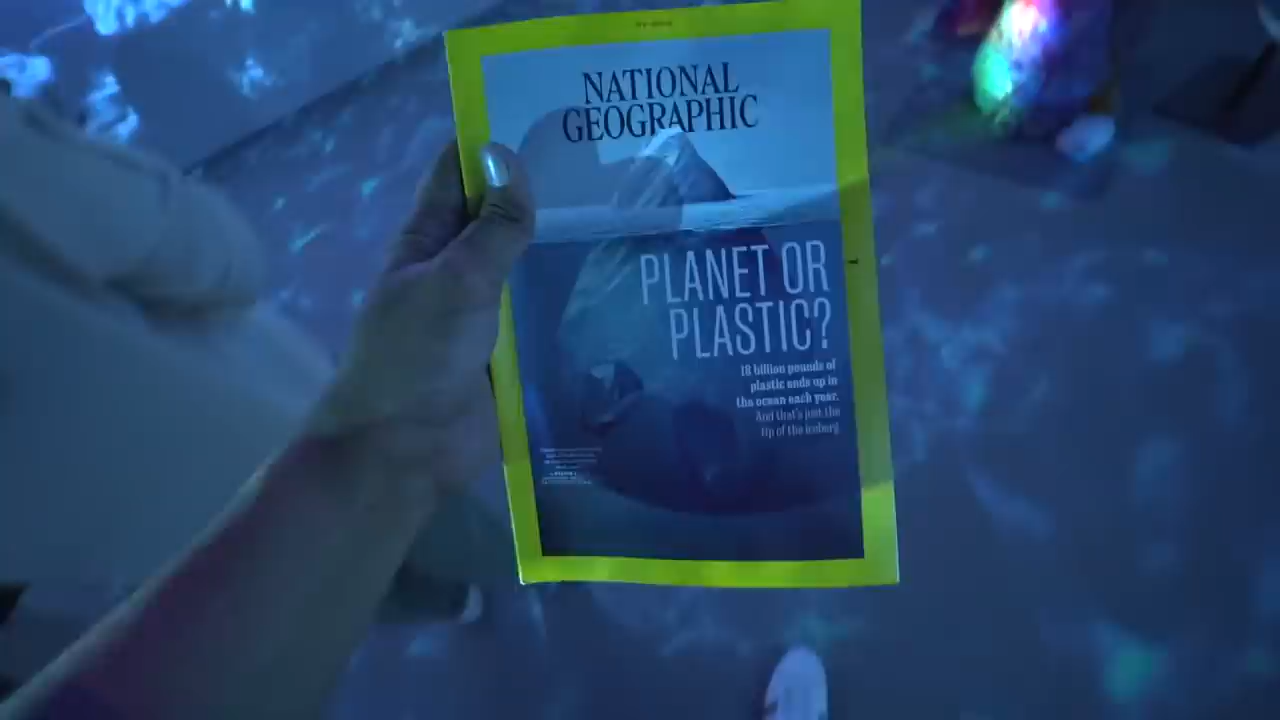 NATIONAL
GEOGRAPHIC
PLANET OR
PLASTIC?
18 billion pounds of
plastic ends up in
the ocean each year.
And that's just the
tip of the iceberg.